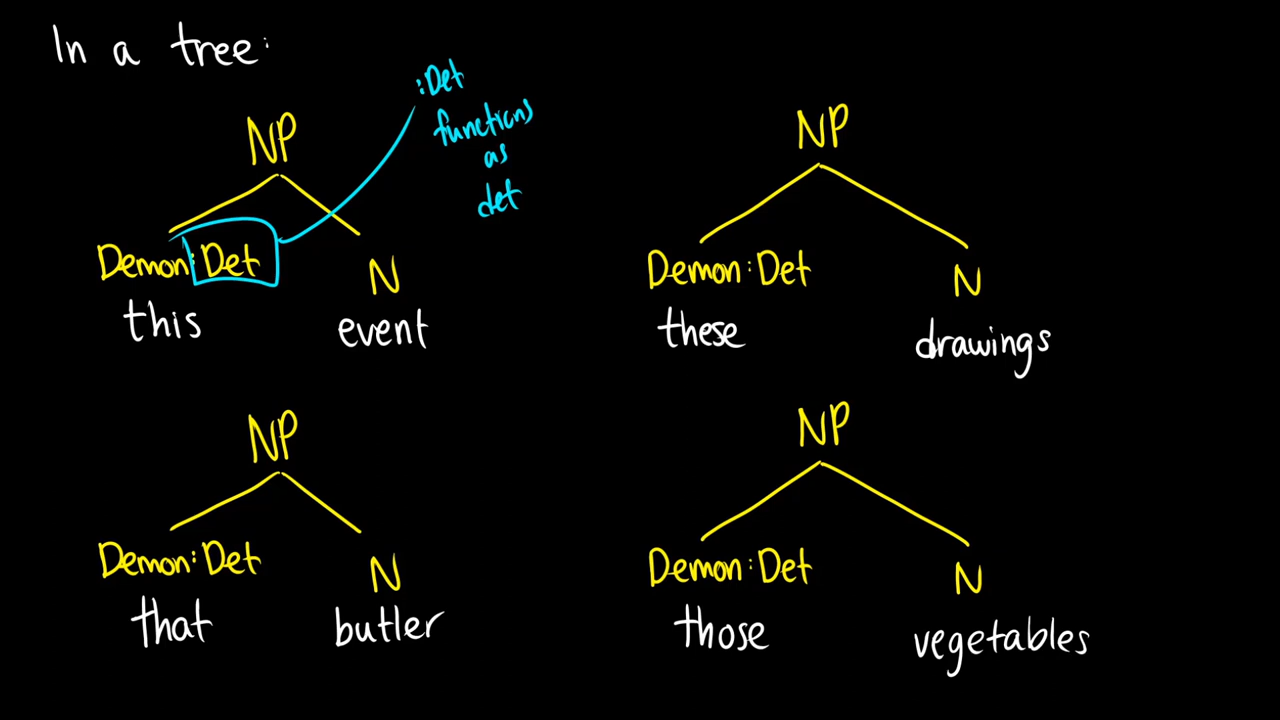 In a tree:
:Det
functions
as
det
NP
Demon:Det N
this event
NP
Demon:Det N
these drawings
NP
Demon:Det N
that butler
NP
Demon:Det N
those vegetables